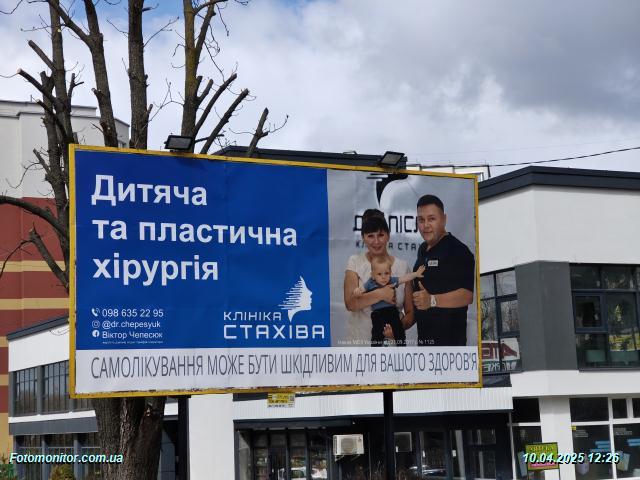 Дитяча
та пластична
хірургія
098 635 22 95
@dr.chepesyuk
Віктор Чепесюк
КЛІНІКА
СТАХІВА
САМОЛІКУВАННЯ МОЖЕ БУТИ ШКІДЛИВИМ ДЛЯ ВАШОГО ЗДОРОВ'Я
Fotomonitor.com.ua
10.04.2025 12:26